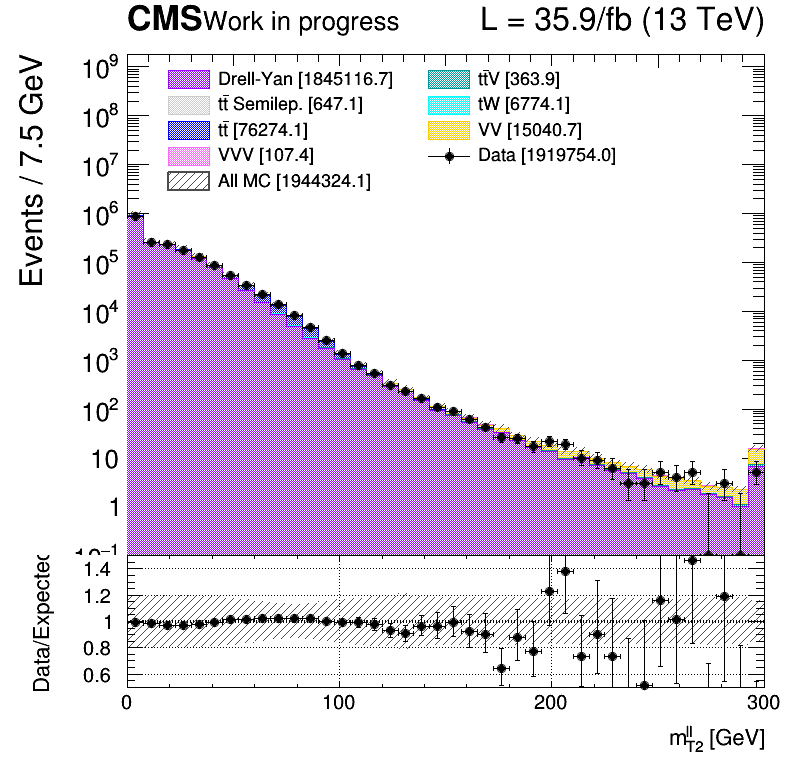 CMS Work in progress L = 35.9/fb (13 TeV)
Events / 7.5 GeV
10⁹
10⁸
10⁷
10⁶
10⁵
10⁴
10³
10²
10
1
10⁻¹
Drell-Yan [1845116.7]
tt̄ Semilep. [647.1]
tt̄ [76274.1]
VVV [107.4]
All MC [1944324.1]
tt̄V [363.9]
tW [6774.1]
VV [15040.7]
Data [1919754.0]
Data/Expected
1.4
1.2
1
0.8
0.6
0 100 200 300
m_T2^ll [GeV]